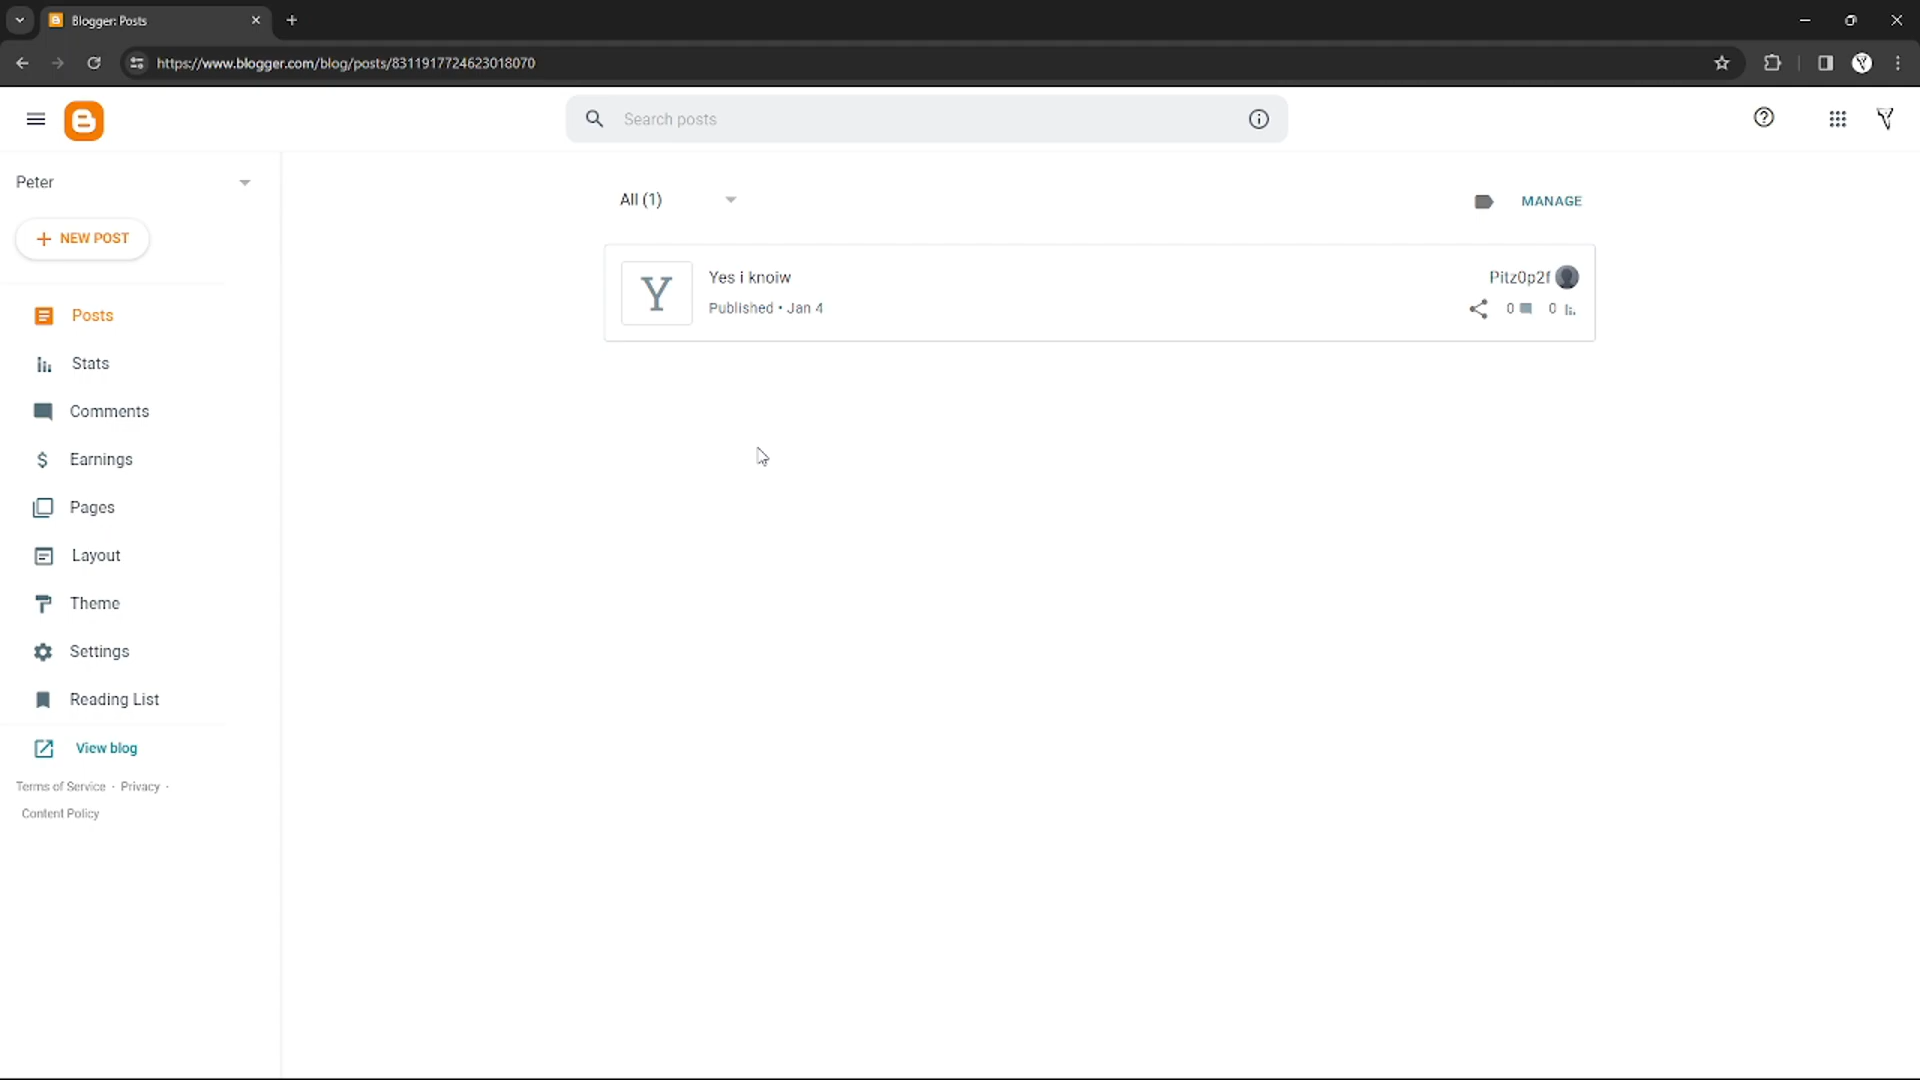 Blogger: Posts
https://www.blogger.com/blog/posts/8311917724623018070
Search posts
Peter
NEW POST
Posts
Stats
Comments
Earnings
Pages
Layout
Theme
Settings
Reading List
View blog
Terms of Service · Privacy ·
Content Policy
All (1)
MANAGE
Y
Yes i knoiw
Published • Jan 4
Pitz0p2f
0 0